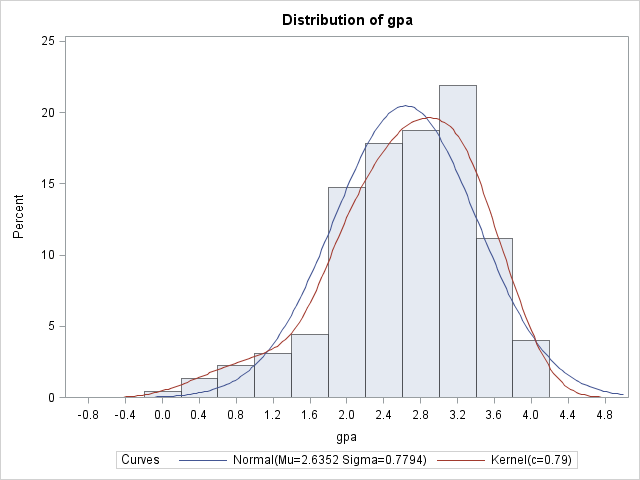 Distribution of gpa
25
20
15
10
5
0
Percent
-0.8 -0.4 0.0 0.4 0.8 1.2 1.6 2.0 2.4 2.8 3.2 3.6 4.0 4.4 4.8
gpa
Curves Normal(Mu=2.6352 Sigma=0.7794) Kernel(c=0.79)